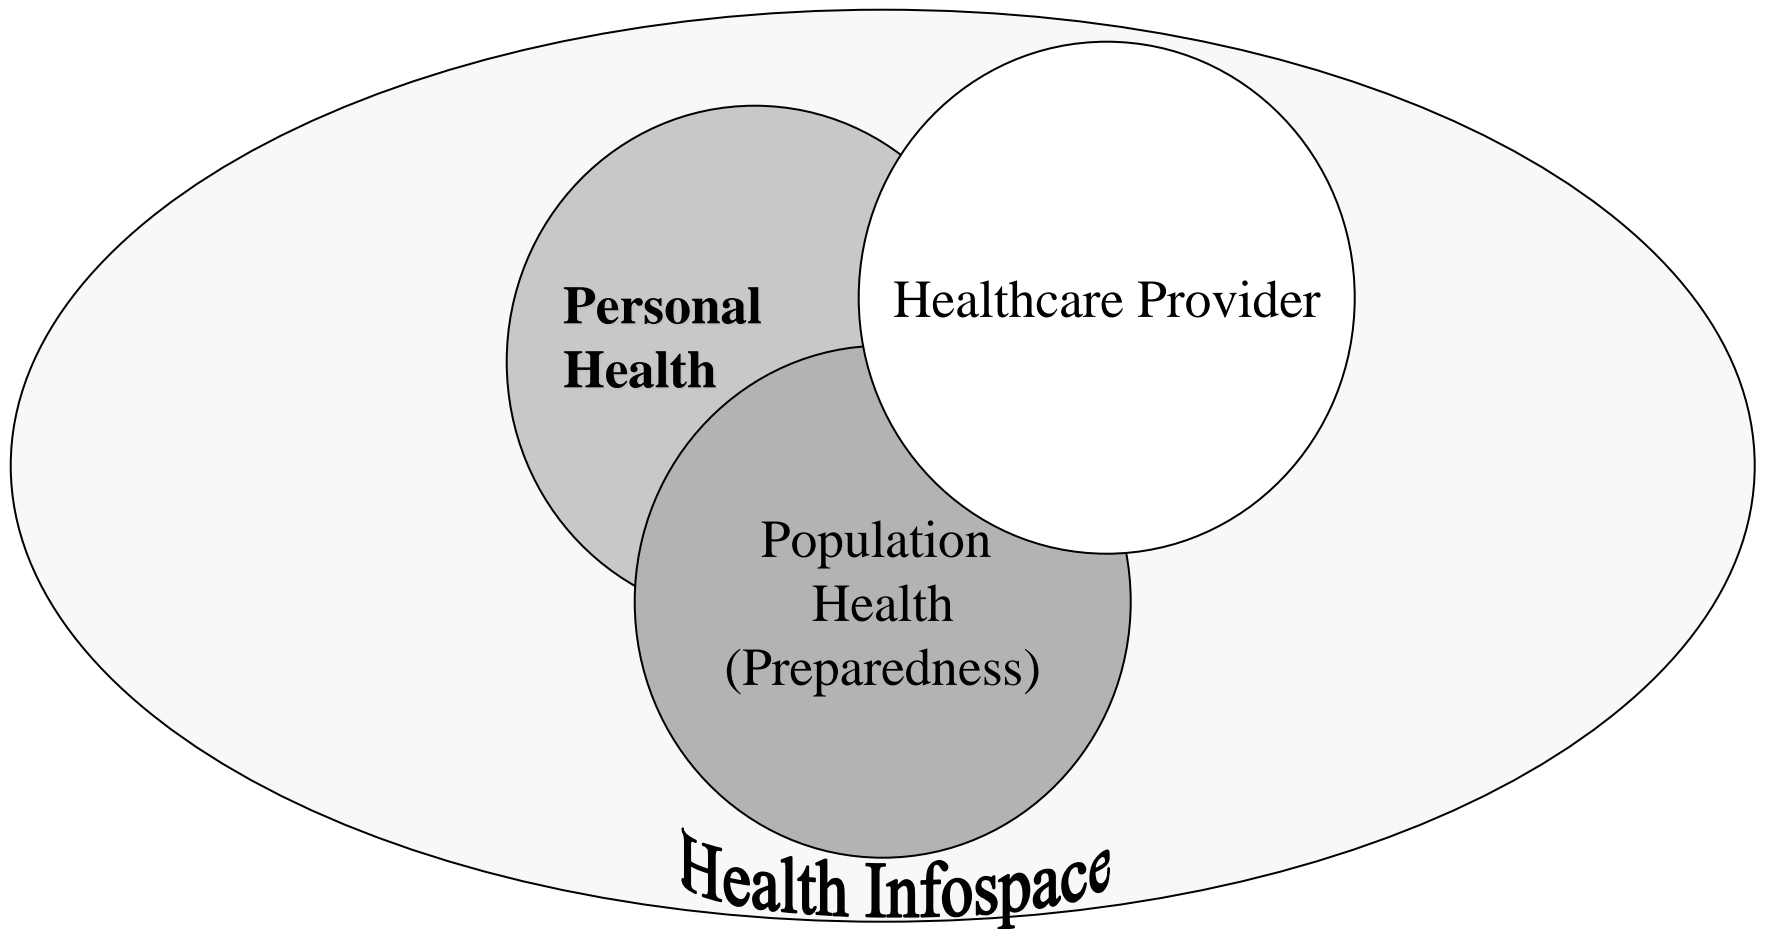 Personal
Health
Healthcare Provider
Population
Health
(Preparedness)
Health Infospace